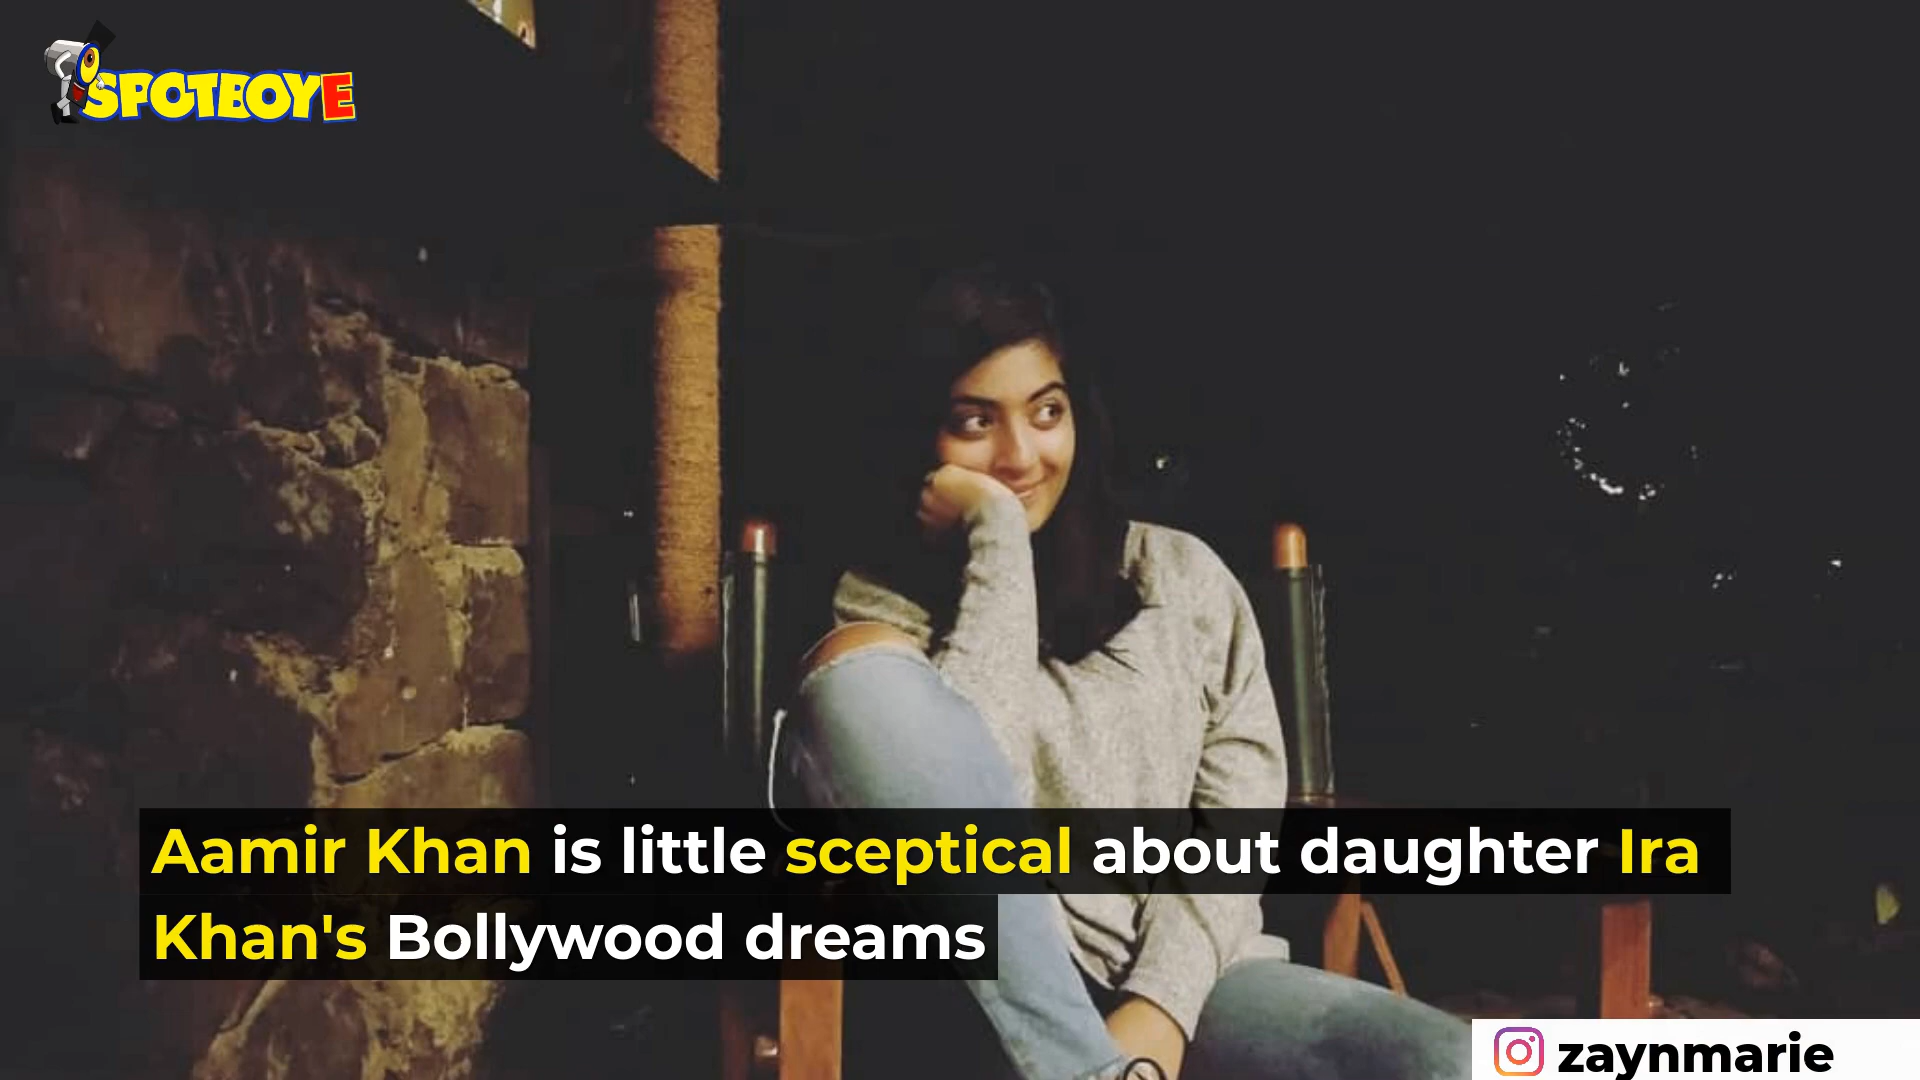 SPOTBOYE
Aamir Khan is little sceptical about daughter Ira
Khan's Bollywood dreams
zaynmarie